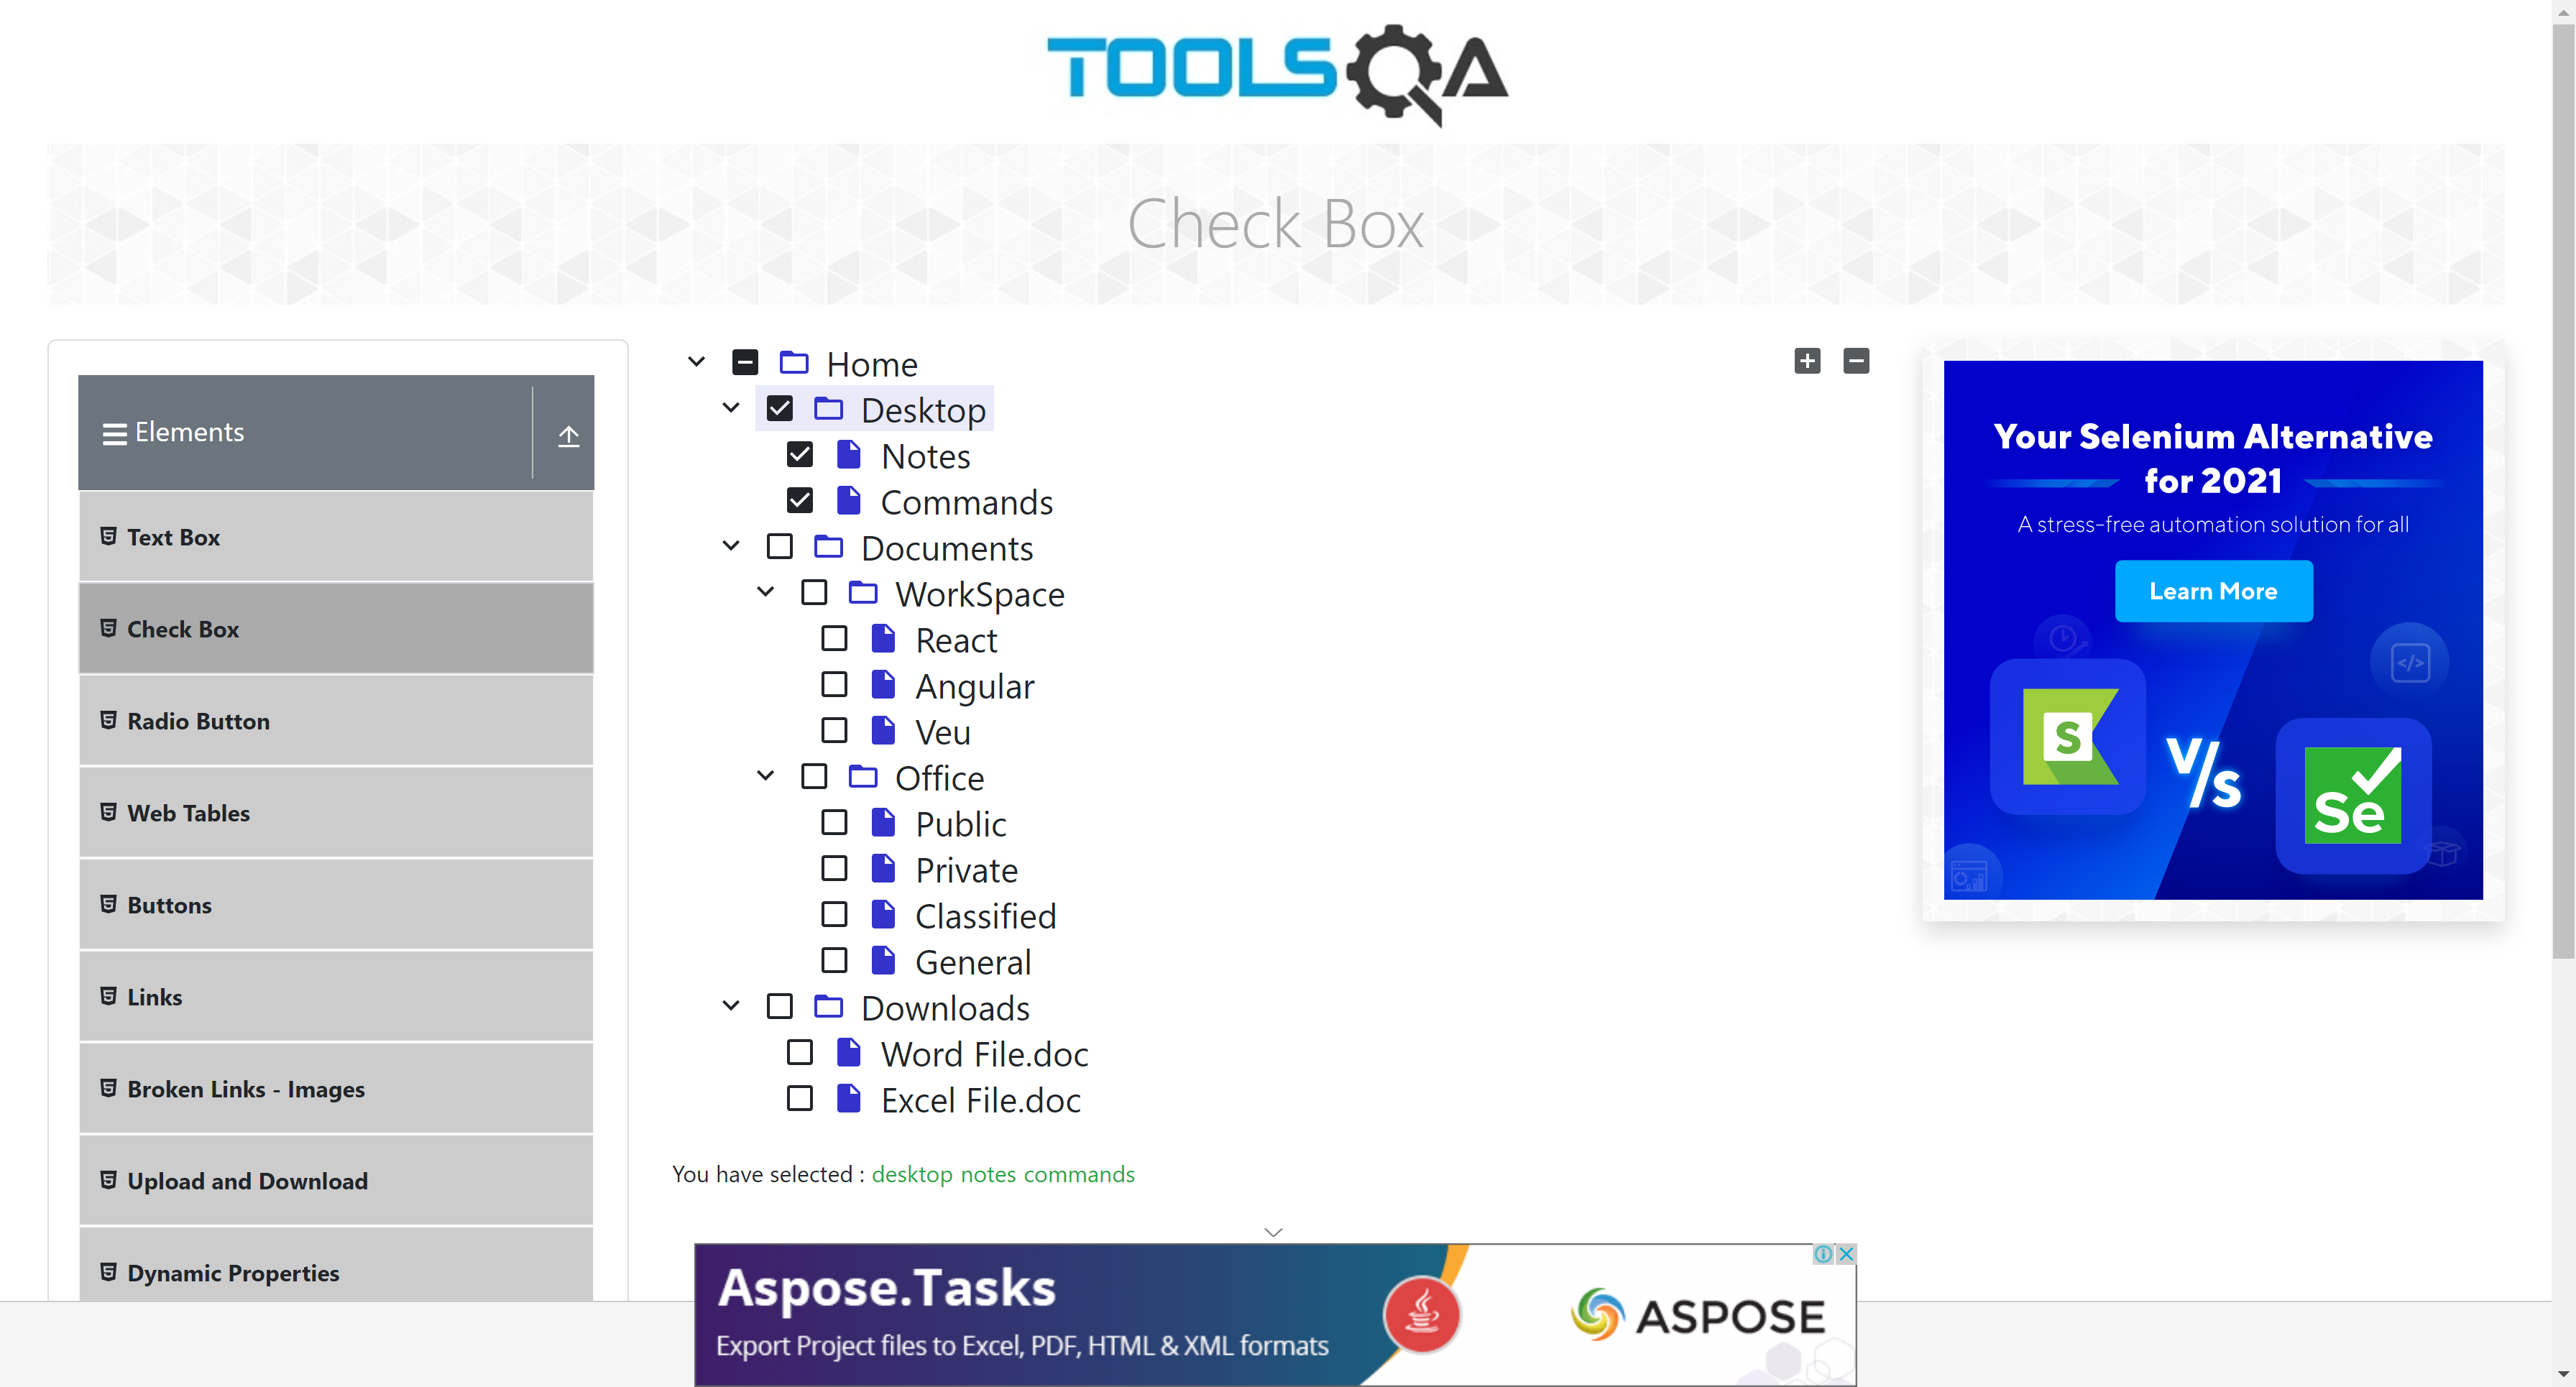 TOOLSQA
Check Box
Elements
Text Box
Check Box
Radio Button
Web Tables
Buttons
Links
Broken Links - Images
Upload and Download
Dynamic Properties
Home
Desktop
Notes
Commands
Documents
WorkSpace
React
Angular
Veu
Office
Public
Private
Classified
General
Downloads
Word File.doc
Excel File.doc
You have selected : desktop notes commands
Your Selenium Alternative
for 2021
A stress-free automation solution for all
Learn More
S
V/s
Se
</>
Aspose.Tasks
Export Project files to Excel, PDF, HTML & XML formats
ASPOSE